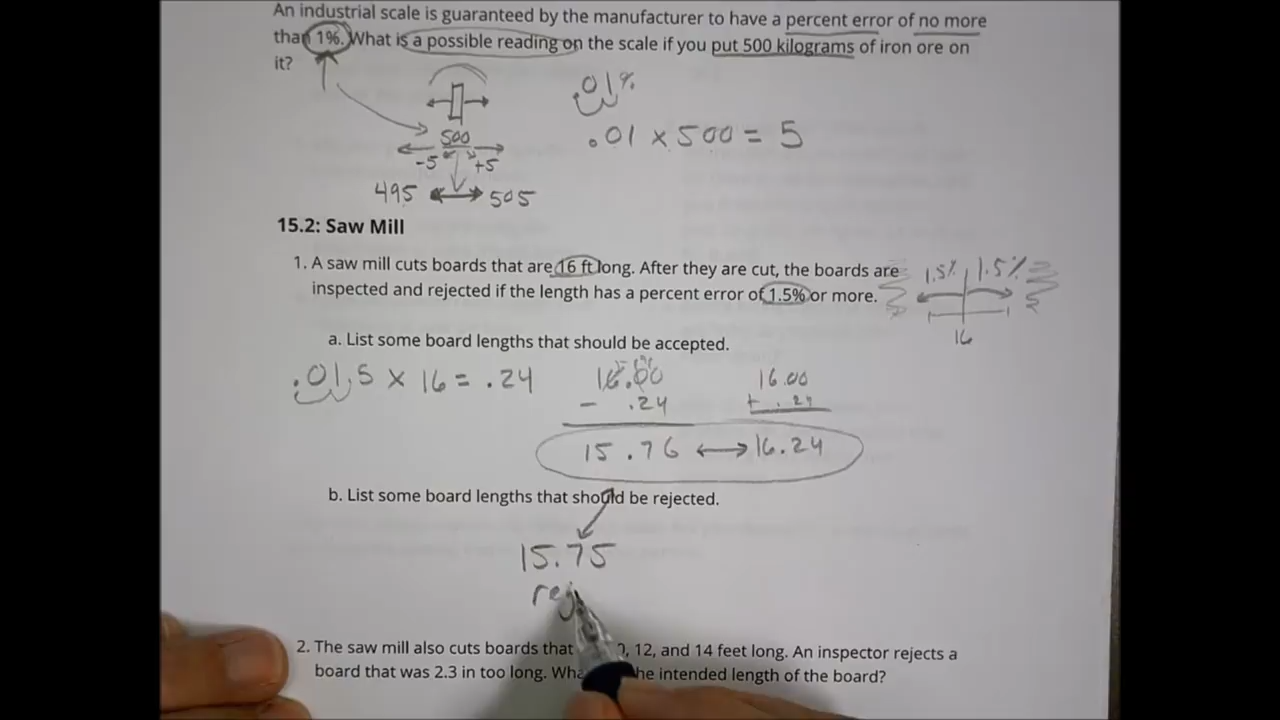 An industrial scale is guaranteed by the manufacturer to have a percent error of no more
than 1%. What is a possible reading on the scale if you put 500 kilograms of iron ore on
it?
.01%
.01 x 500 = 5
500
-5 +5
495 505
15.2: Saw Mill
1. A saw mill cuts boards that are 16 ft long. After they are cut, the boards are
inspected and rejected if the length has a percent error of 1.5% or more.
1.5% 1.5%
16
a. List some board lengths that should be accepted.
.01.5 x 16 = .24
16.00
- .24
16.00
+ .24
15.76 16.24
b. List some board lengths that should be rejected.
15.75
rej
2. The saw mill also cuts boards that 12, and 14 feet long. An inspector rejects a
board that was 2.3 in too long. the intended length of the board?